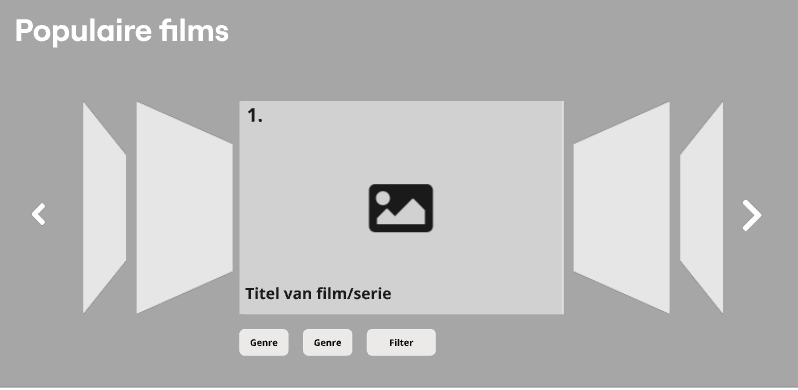 Populaire films
1.
Titel van film/serie
Genre
Genre
Filter